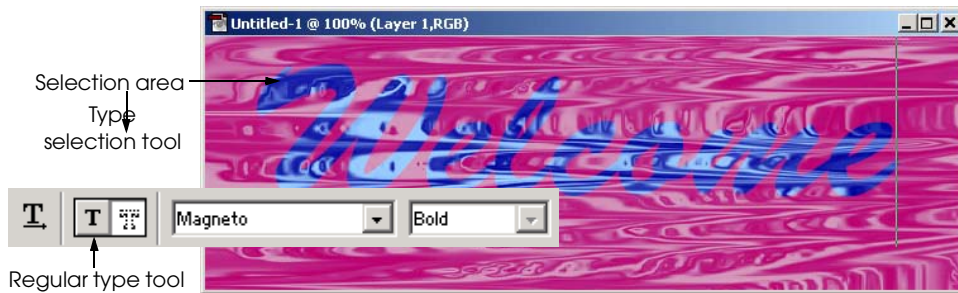 Untitled-1 @ 100% (Layer 1,RGB)
Selection area
Type
selection tool
Welcome
T T T
Magneto
Bold
Regular type tool